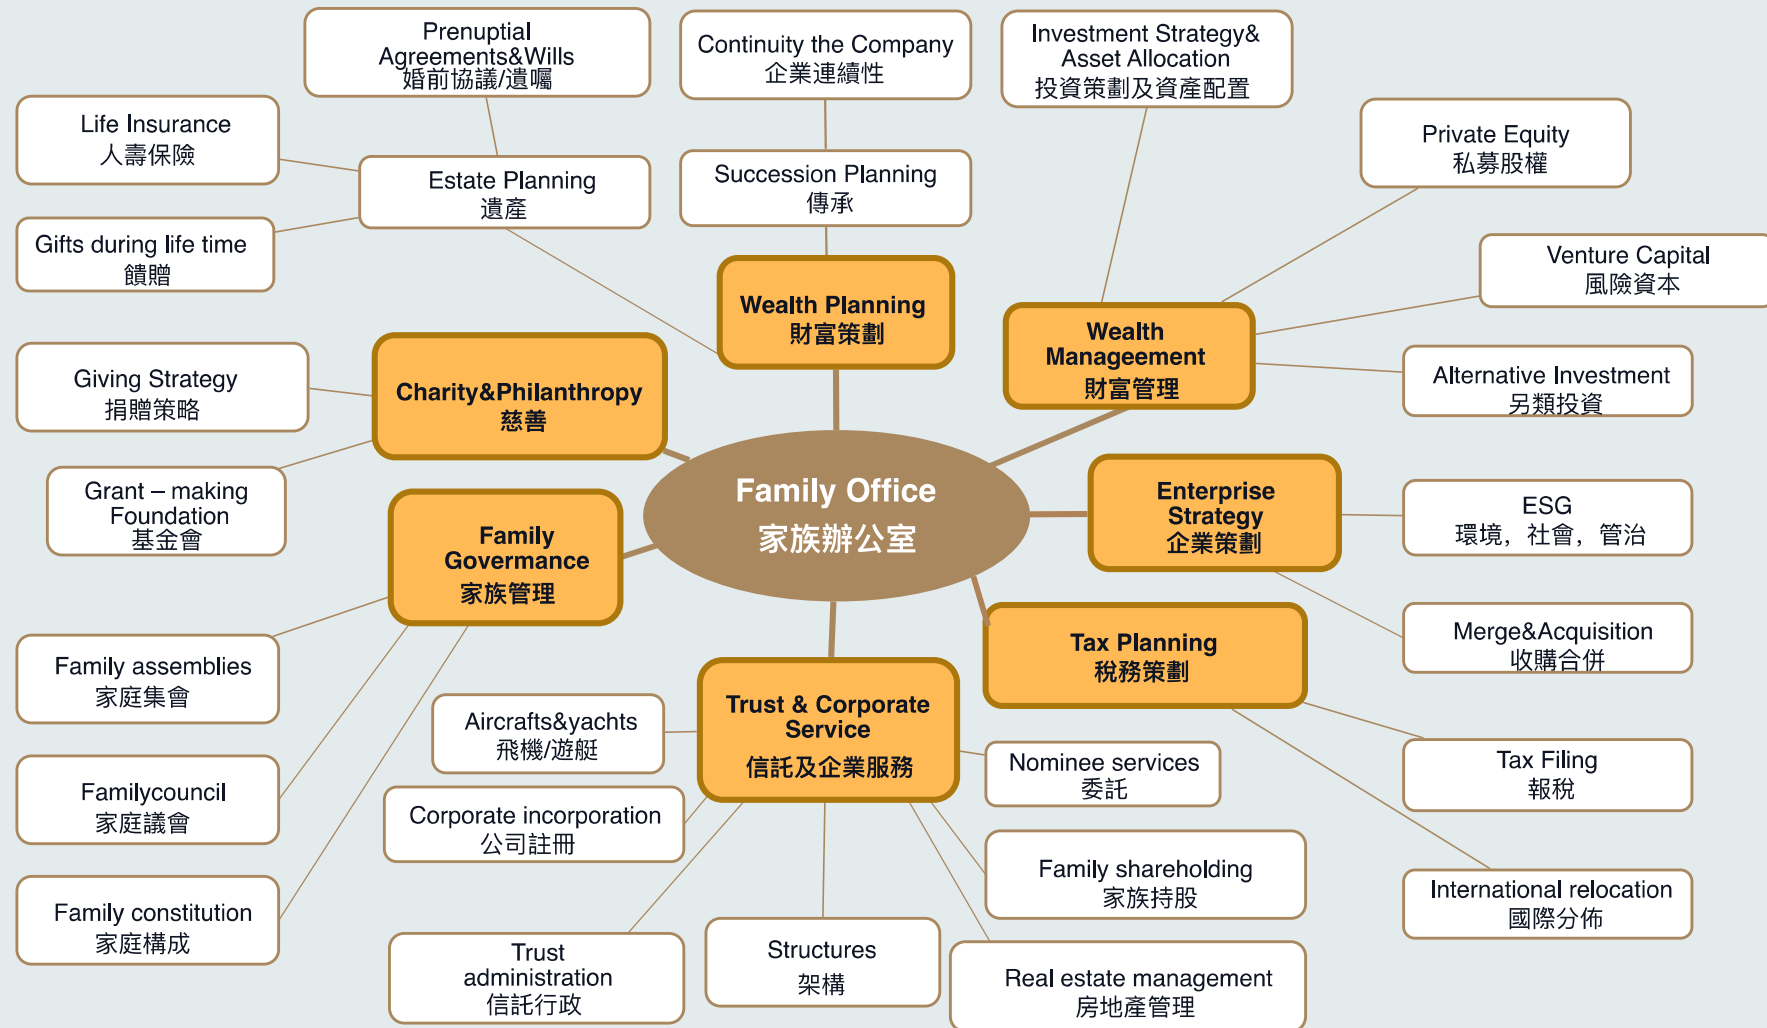 Prenuptial
Agreements&Wills
婚前協議/遺囑
Continuity the Company
企業連續性
Investment Strategy&
Asset Allocation
投資策劃及資產配置
Life Insurance
人壽保險
Private Equity
私募股權
Estate Planning
遺產
Succession Planning
傳承
Gifts during life time
饋贈
Venture Capital
風險資本
Wealth Planning
財富策劃
Wealth
Manageement
財富管理
Giving Strategy
捐贈策略
Charity&Philanthropy
慈善
Alternative Investment
另類投資
Grant – making
Foundation
基金會
Family
Govermance
家族管理
Family Office
家族辦公室
Enterprise
Strategy
企業策劃
ESG
環境，社會，管治
Family assemblies
家庭集會
Tax Planning
稅務策劃
Merge&Acquisition
收購合併
Aircrafts&yachts
飛機/遊艇
Trust & Corporate
Service
信託及企業服務
Nominee services
委託
Tax Filing
報稅
Familycouncil
家庭議會
Corporate incorporation
公司註冊
Family shareholding
家族持股
International relocation
國際分佈
Family constitution
家庭構成
Trust
administration
信託行政
Structures
架構
Real estate management
房地產管理